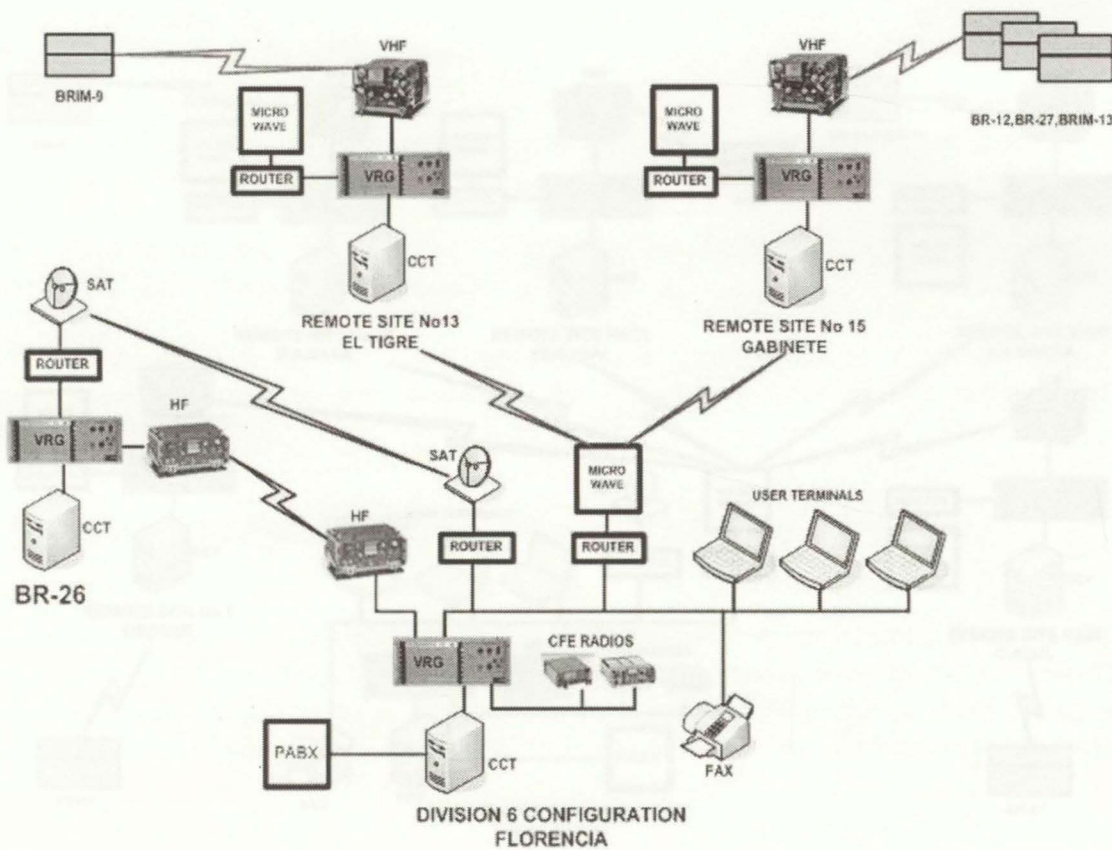 VHF
VHF
BRIM-9
MICRO
WAVE
MICRO
WAVE
BR-12,BR-27,BRIM-13
ROUTER
VRG
ROUTER
VRG
CCT
CCT
SAT
REMOTE SITE No13
EL TIGRE
REMOTE SITE No 15
GABINETE
ROUTER
HF
VRG
SAT
MICRO
WAVE
USER TERMINALS
CCT
HF
ROUTER
ROUTER
BR-26
VRG
CFE RADIOS
PABX
CCT
FAX
DIVISION 6 CONFIGURATION
FLORENCIA